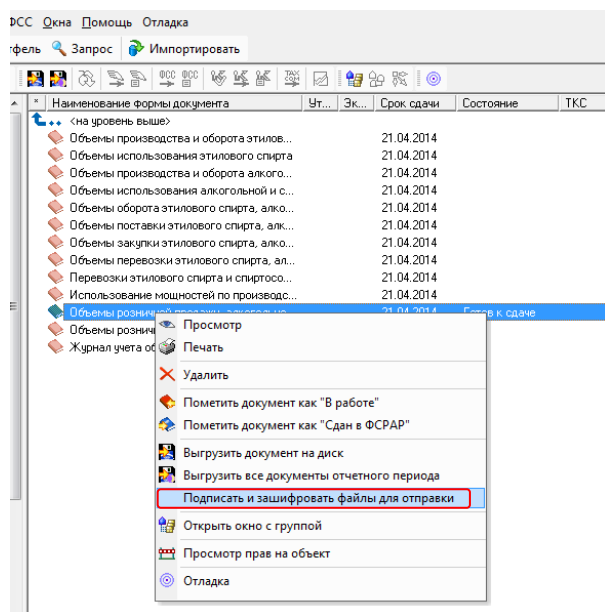 ФСС Окна Помощь Отладка
тфель Запрос Импортировать
ФСС ФСС TAX COM
* Наименование формы документа Ут... Эк... Срок сдачи Состояние ТКС
<на уровень выше>
Объемы производства и оборота этилов... 21.04.2014
Объемы использования этилового спирта 21.04.2014
Объемы производства и оборота алкого... 21.04.2014
Объемы использования алкогольной и с... 21.04.2014
Объемы оборота этилового спирта, алко... 21.04.2014
Объемы поставки этилового спирта, алк... 21.04.2014
Объемы закупки этилового спирта, алко... 21.04.2014
Объемы перевозки этилового спирта, ал... 21.04.2014
Перевозки этилового спирта и спиртосо... 21.04.2014
Использование мощностей по производс... 21.04.2014
Объемы розничной продажи, алкогольно... 21.04.2014 Готов к сдаче
Объемы рознич
Журнал учета об
Просмотр
Печать
Удалить
Пометить документ как "В работе"
Пометить документ как "Сдан в ФСРАР"
Выгрузить документ на диск
Выгрузить все документы отчетного периода
Подписать и зашифровать файлы для отправки
Открыть окно с группой
Просмотр прав на объект
Отладка